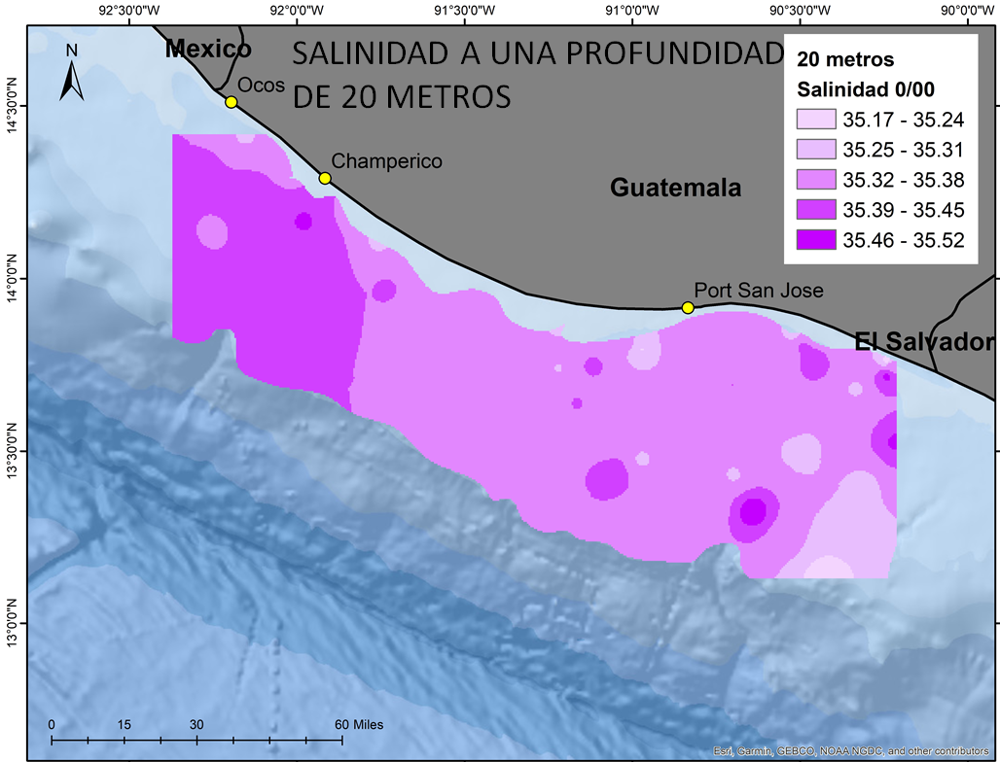 92°30'0"W 92°0'0"W 91°30'0"W 91°0'0"W 90°30'0"W 90°0'0"W
SALINIDAD A UNA PROFUNDIDAD
DE 20 METROS
20 metros
Salinidad 0/00
35.17 - 35.24
35.25 - 35.31
35.32 - 35.38
35.39 - 35.45
35.46 - 35.52
N
Mexico
Ocos
Champerico
Guatemala
Port San Jose
El Salvador
14°30'0"N
14°0'0"N
13°30'0"N
13°0'0"N
0 15 30 60 Miles
Esri, Garmin, GEBCO, NOAA NGDC, and other contributors